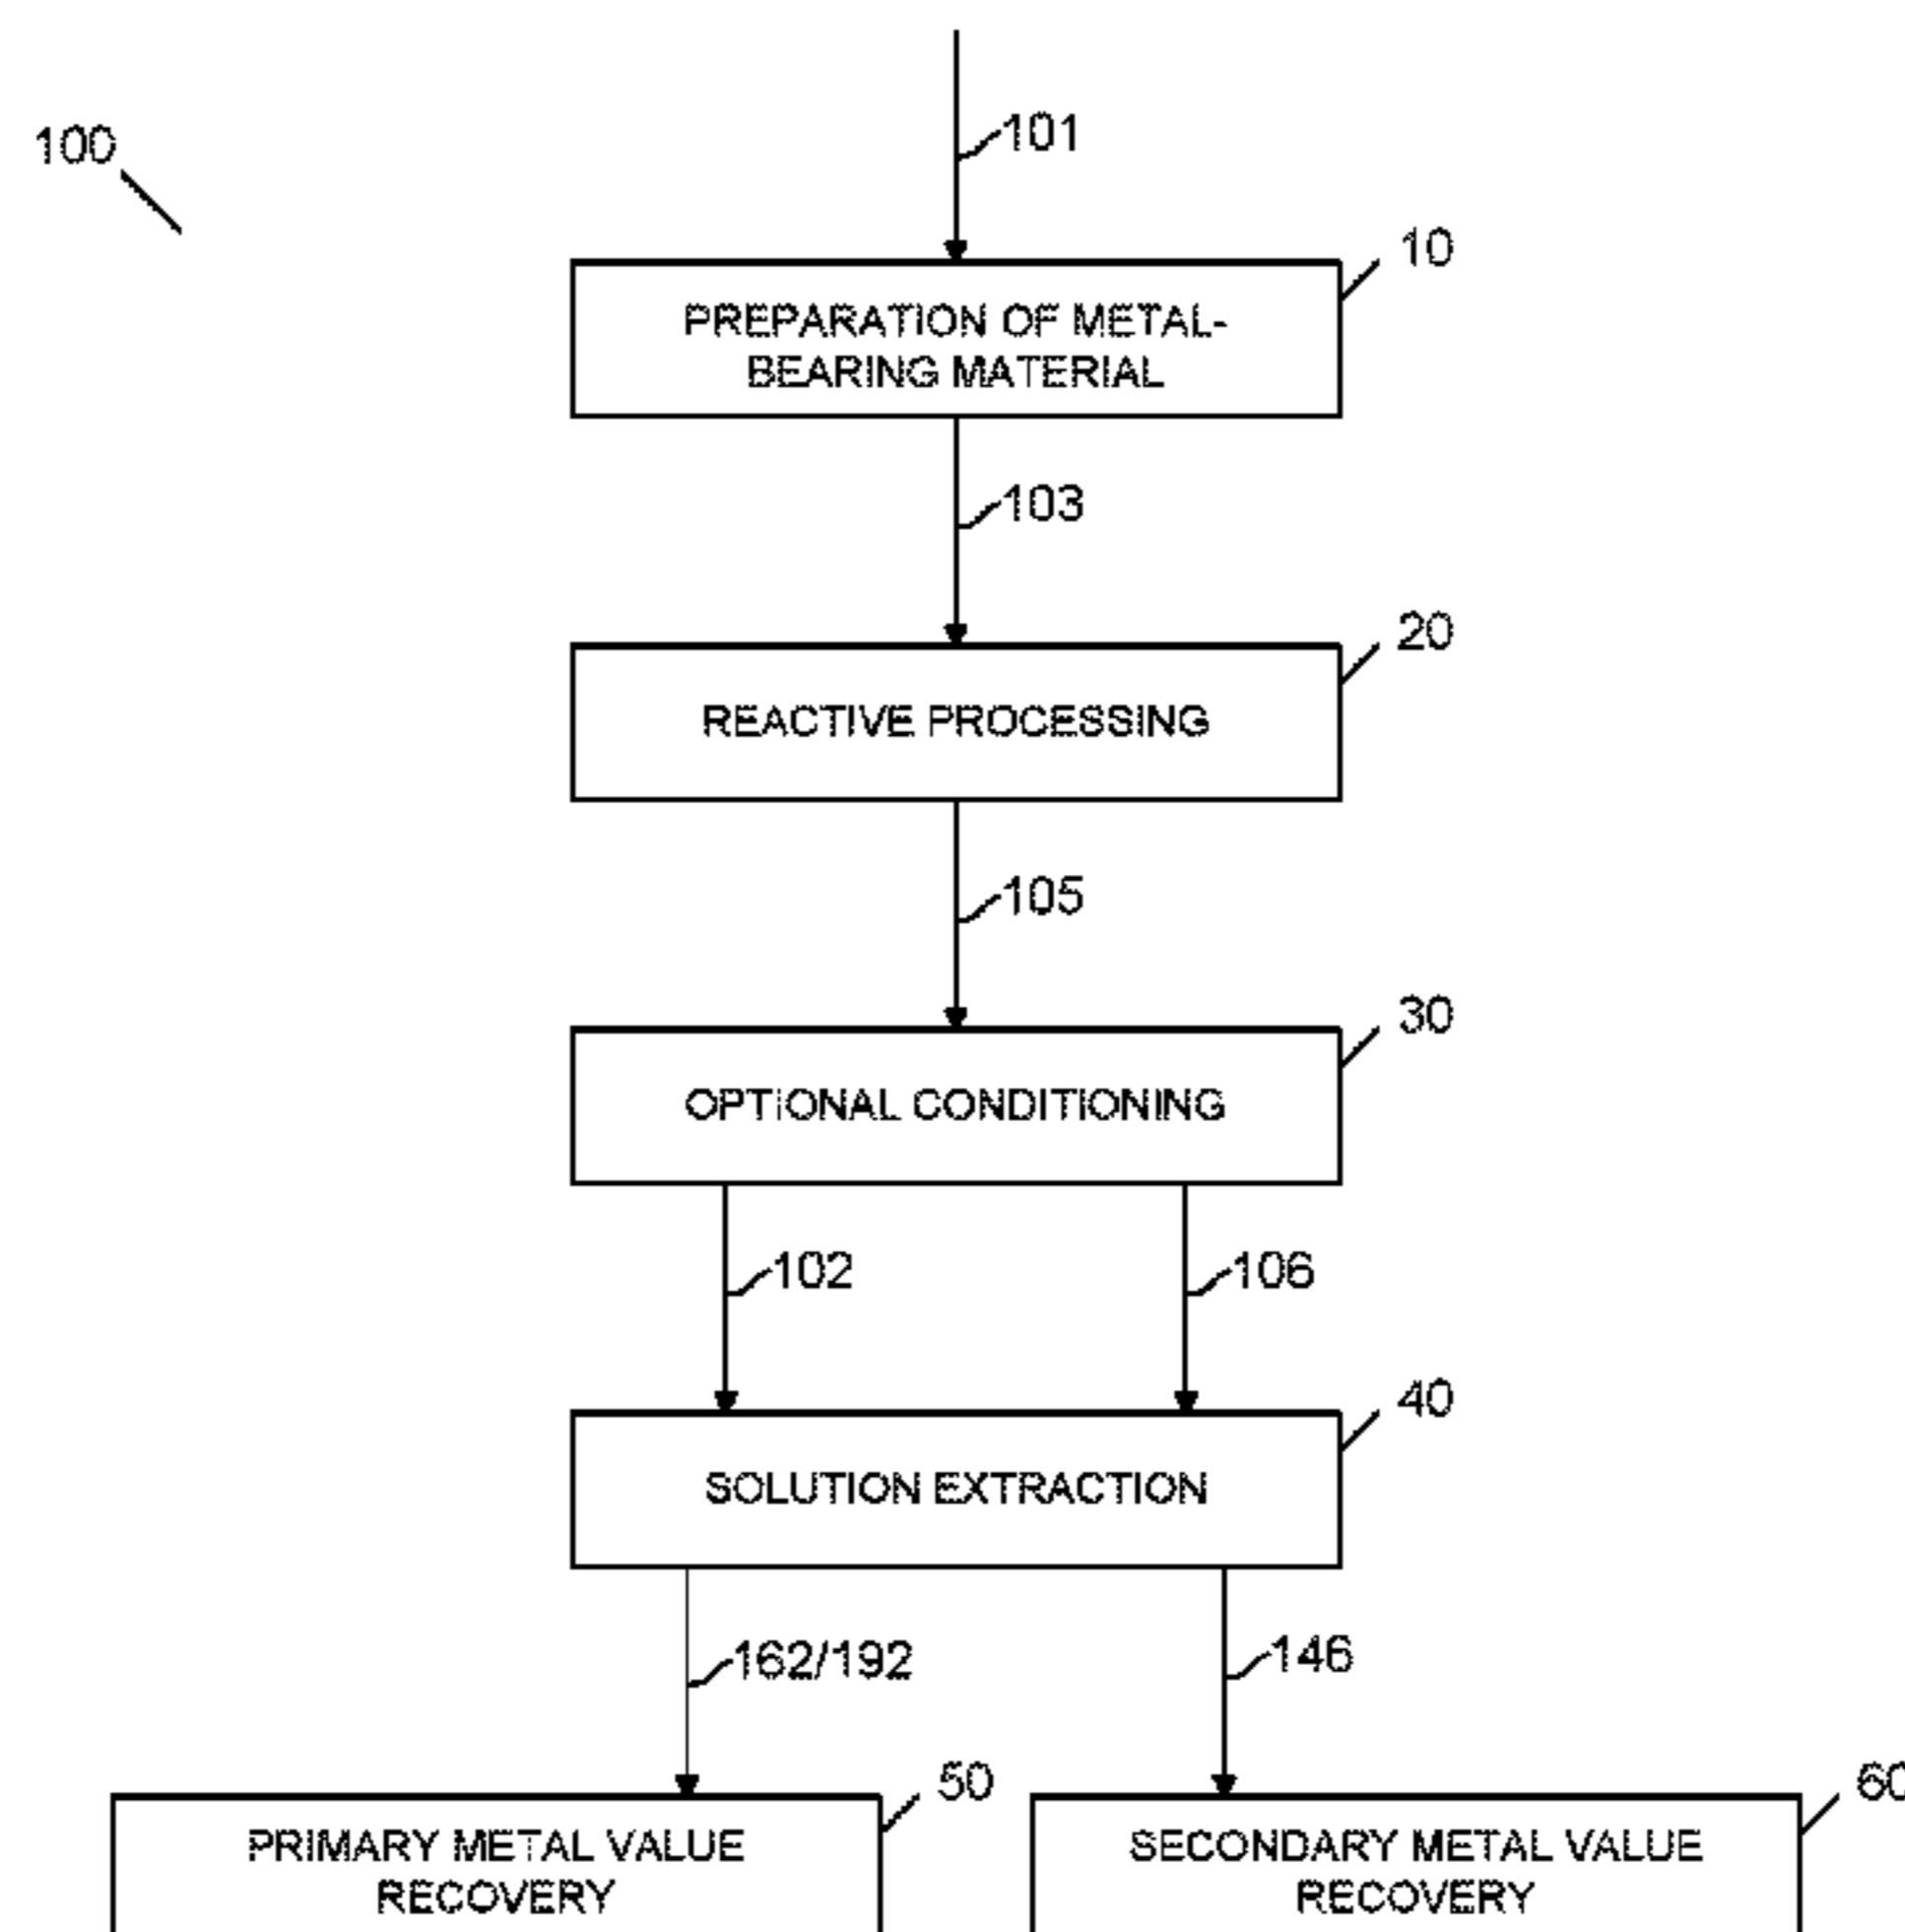 101
100
10
PREPARATION OF METAL-
BEARING MATERIAL
103
20
REACTIVE PROCESSING
105
30
OPTIONAL CONDITIONING
102
106
40
SOLUTION EXTRACTION
162/192
146
50
60
PRIMARY METAL VALUE
RECOVERY
SECONDARY METAL VALUE
RECOVERY